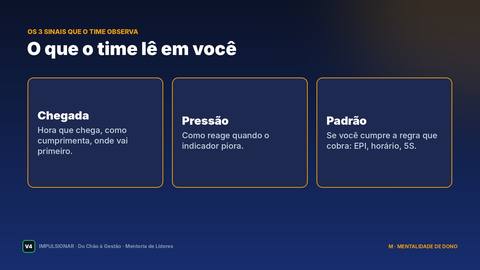 OS 3 SINAIS QUE O TIME OBSERVA
O que o time lê em você
Chegada
Hora que chega, como
cumprimenta, onde vai
primeiro.
Pressão
Como reage quando o
indicador piora.
Padrão
Se você cumpre a regra que
cobra: EPI, horário, 5S.
V4 IMPULSIONAR · Do Chão à Gestão · Mentoria de Líderes
M · MENTALIDADE DE DONO